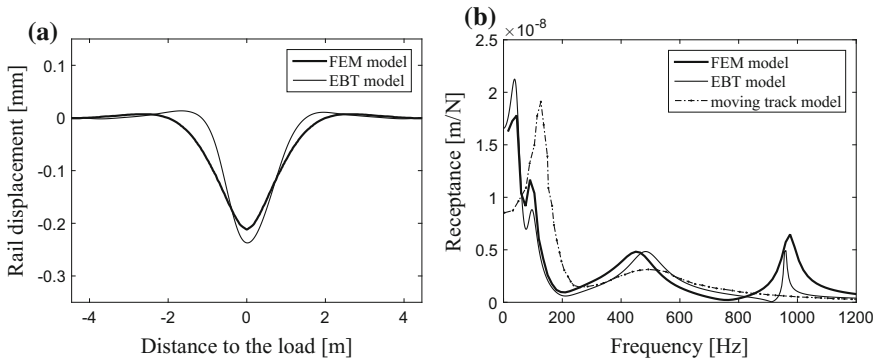 (a)
FEM model
EBT model
Rail displacement [mm]
0.1
0
-0.1
-0.2
-0.3
-4
-2
0
2
4
Distance to the load [m]
(b)
×10⁻⁸
FEM model
EBT model
moving track model
Receptance [m/N]
2.5
2
1.5
1
0.5
0
0
200
400
600
800
1000
1200
Frequency [Hz]